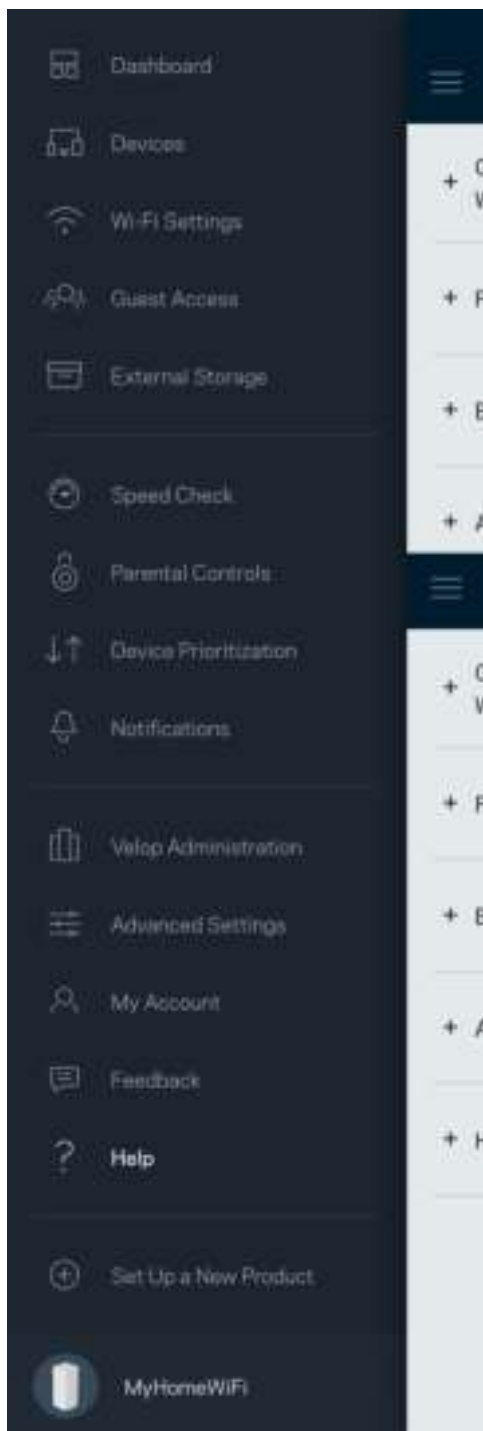 Dashboard
Devices
Wi-Fi Settings
Guest Access
External Storage
Speed Check
Parental Controls
Device Prioritization
Notifications
Velop Administration
Advanced Settings
My Account
Feedback
Help
Set Up a New Product
MyHomeWiFi